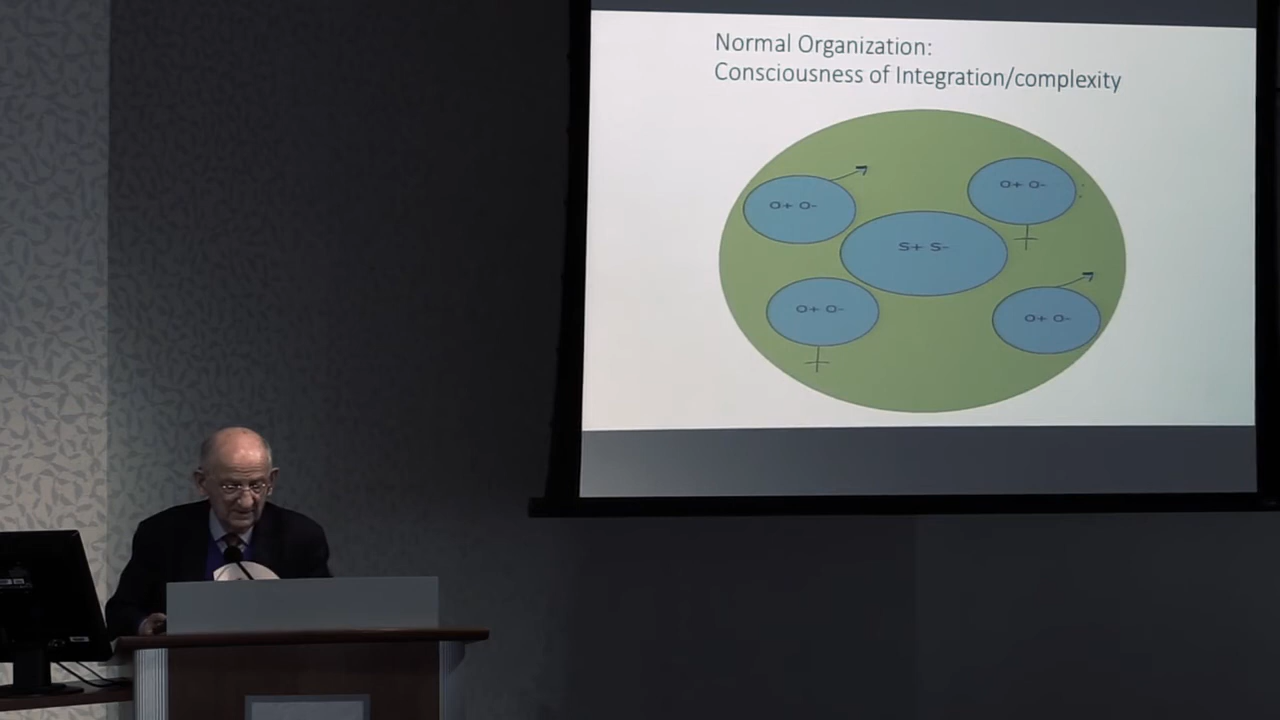 Normal Organization:
Consciousness of Integration/complexity
O+ O-
O+ O-
S+ S-
O+ O-
O+ O-